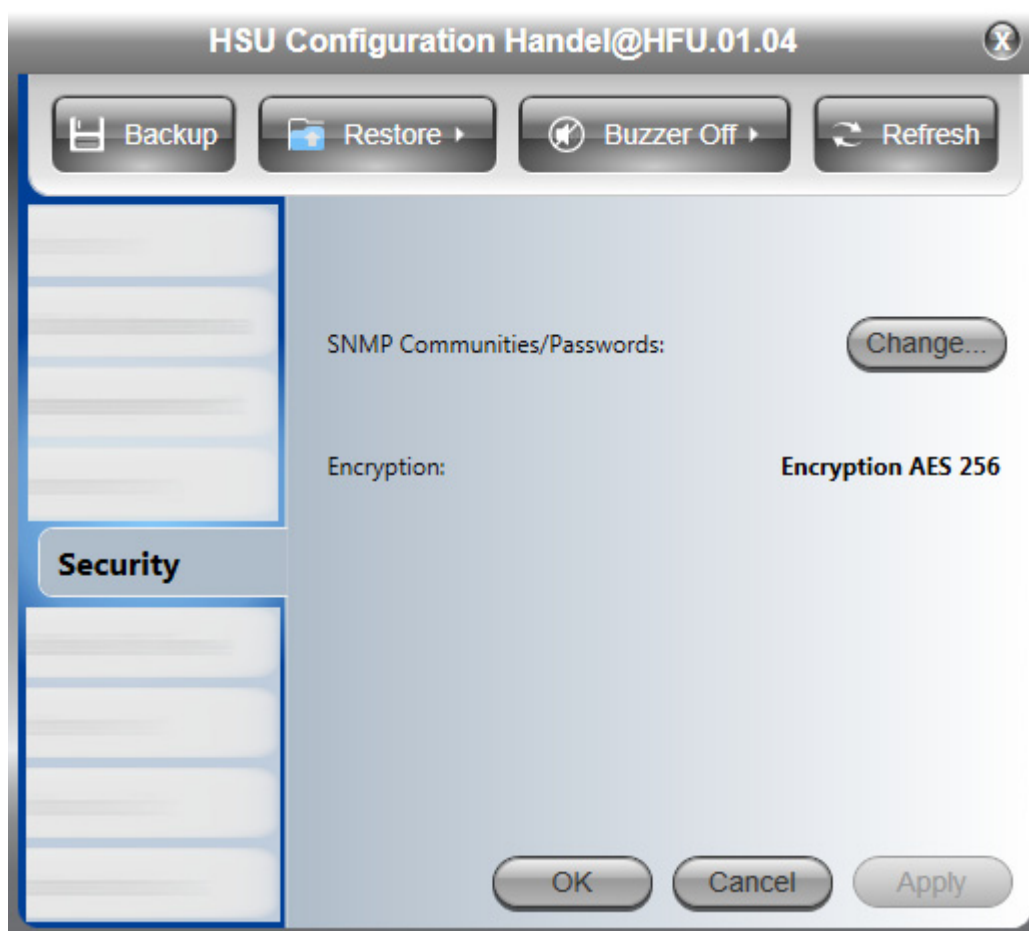 HSU Configuration Handel@HFU.01.04
Backup Restore Buzzer Off Refresh
SNMP Communities/Passwords: Change...
Encryption: Encryption AES 256
Security
OK Cancel Apply